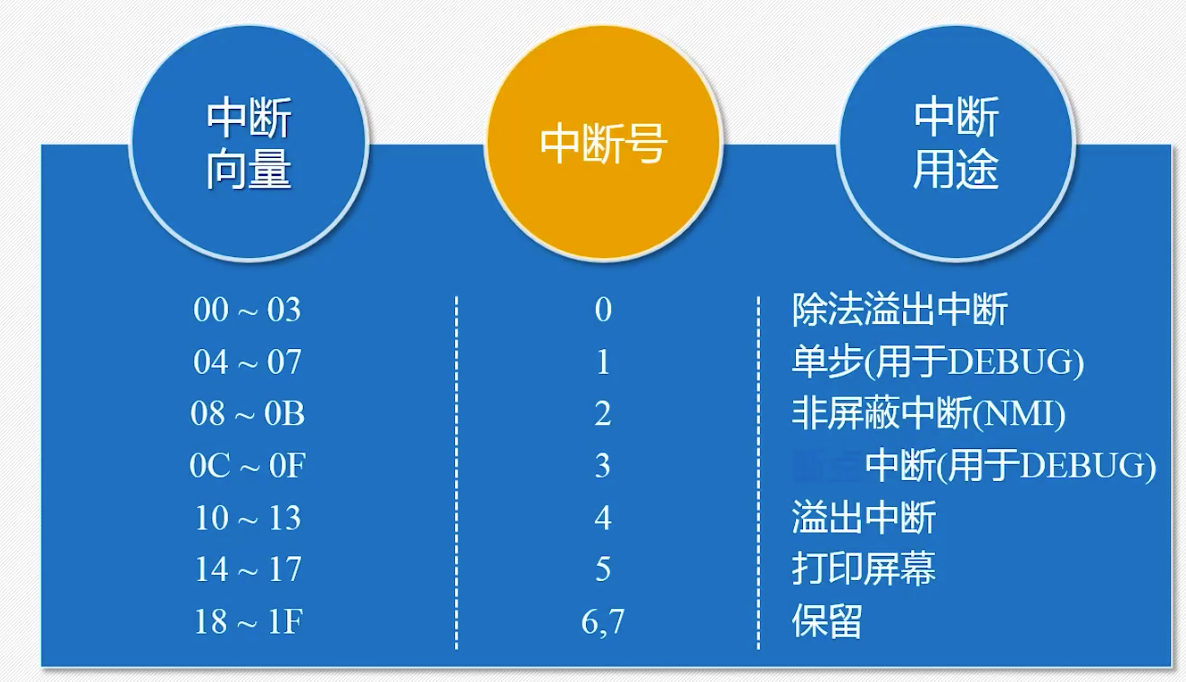 中断
向量
中断号
中断
用途
00 ~ 03 0 除法溢出中断
04 ~ 07 1 单步(用于DEBUG)
08 ~ 0B 2 非屏蔽中断(NMI)
0C ~ 0F 3 中断(用于DEBUG)
10 ~ 13 4 溢出中断
14 ~ 17 5 打印屏幕
18 ~ 1F 6,7 保留